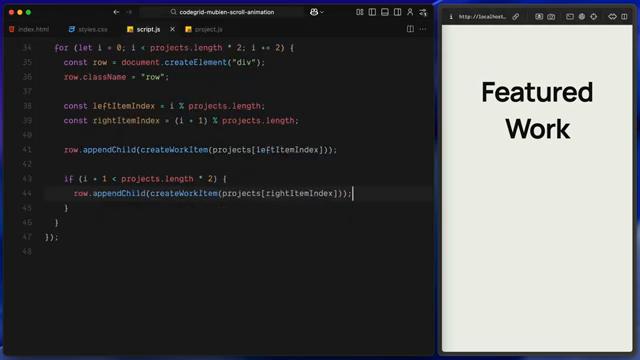 codegrid-mubien-scroll-animation
index.html
styles.css
script.js
project.js
34 for (let i = 0; i < projects.length * 2; i += 2) {
35 const row = document.createElement("div");
36 row.className = "row";
37
38 const leftItemIndex = i % projects.length;
39 const rightItemIndex = (i + 1) % projects.length;
40
41 row.appendChild(createWorkItem(projects[leftItemIndex]));
42
43 if (i + 1 < projects.length * 2) {
44 row.appendChild(createWorkItem(projects[rightItemIndex]));
45 }
46 }
47 });
48
http://localhost...
Featured
Work